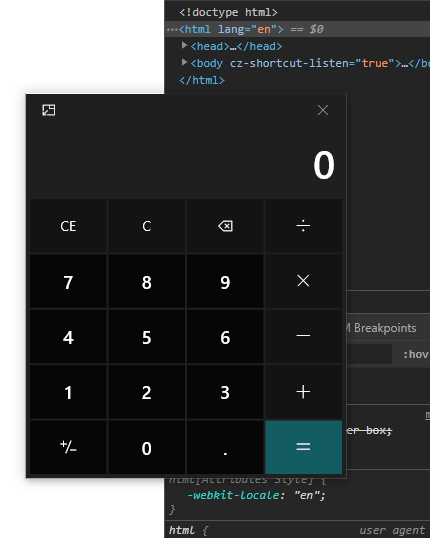 <!doctype html>
<html lang="en"> == $0
<head>…</head>
<body cz-shortcut-listen="true">…</bo
</html>
0
CE C ÷
7 8 9 ×
4 5 6 −
M Breakpoints
:hov
1 2 3 +
er-box;
+/− 0 . =
html[Attributes Style] {
-webkit-locale: "en";
}
html { user agent